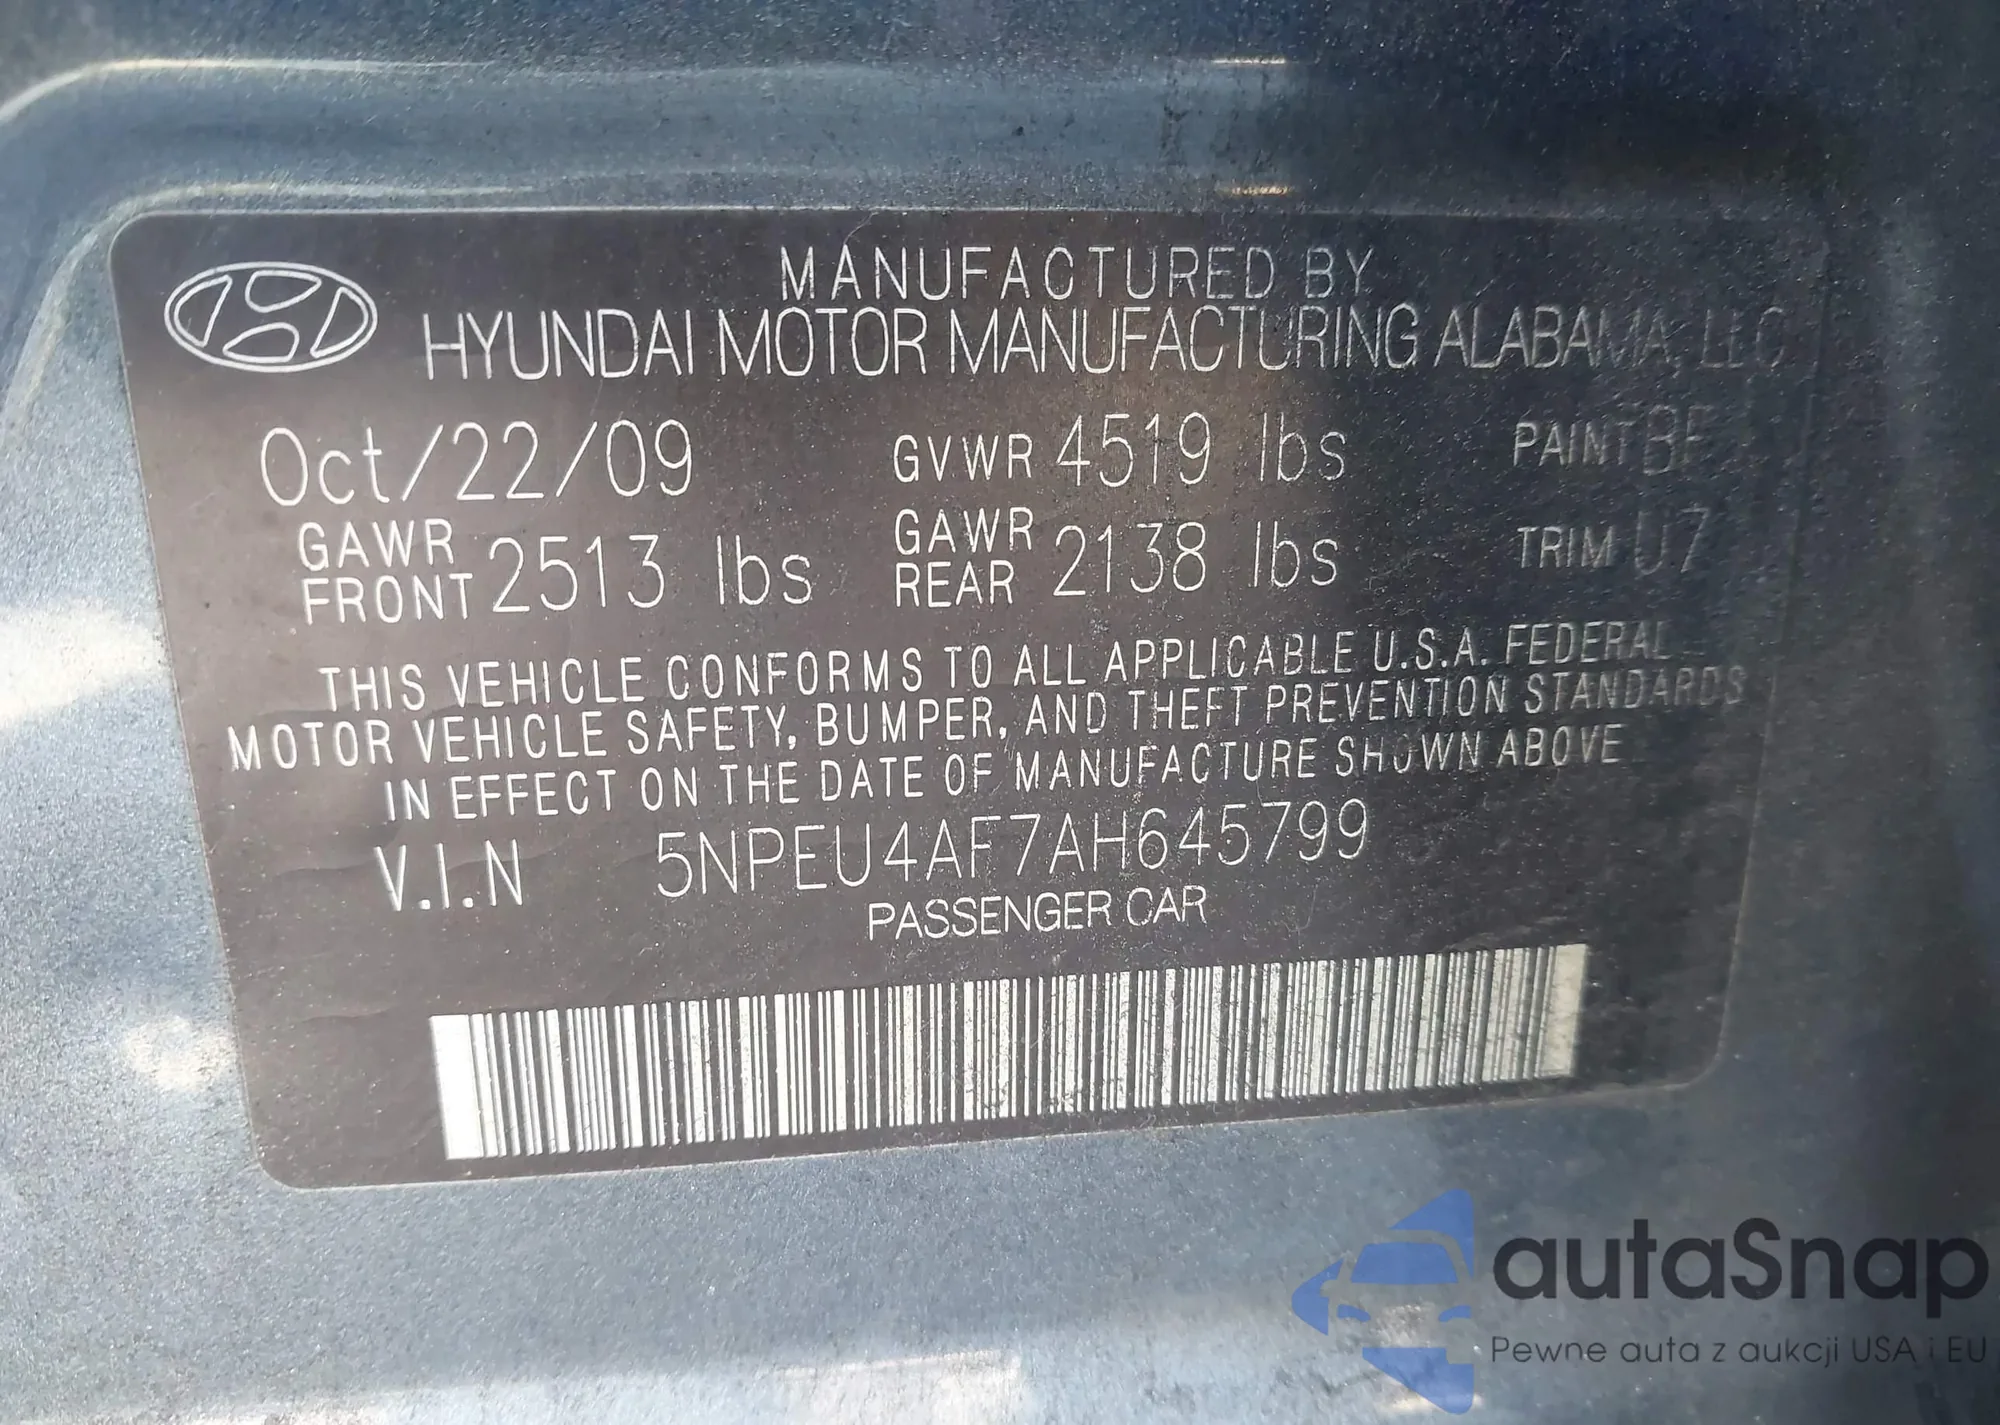 MANUFACTURED BY
HYUNDAI MOTOR MANUFACTURING ALABAMA, LLC
Oct/22/09 GVWR 4519 lbs PAINT
GAWR FRONT 2513 lbs GAWR REAR 2138 lbs TRIM U7
THIS VEHICLE CONFORMS TO ALL APPLICABLE U.S.A. FEDERAL
MOTOR VEHICLE SAFETY, BUMPER, AND THEFT PREVENTION STANDARDS
IN EFFECT ON THE DATE OF MANUFACTURE SHOWN ABOVE
V.I.N 5NPEU4AF7AH645799
PASSENGER CAR
autaSnap
Pewne auta z aukcji USA i EU